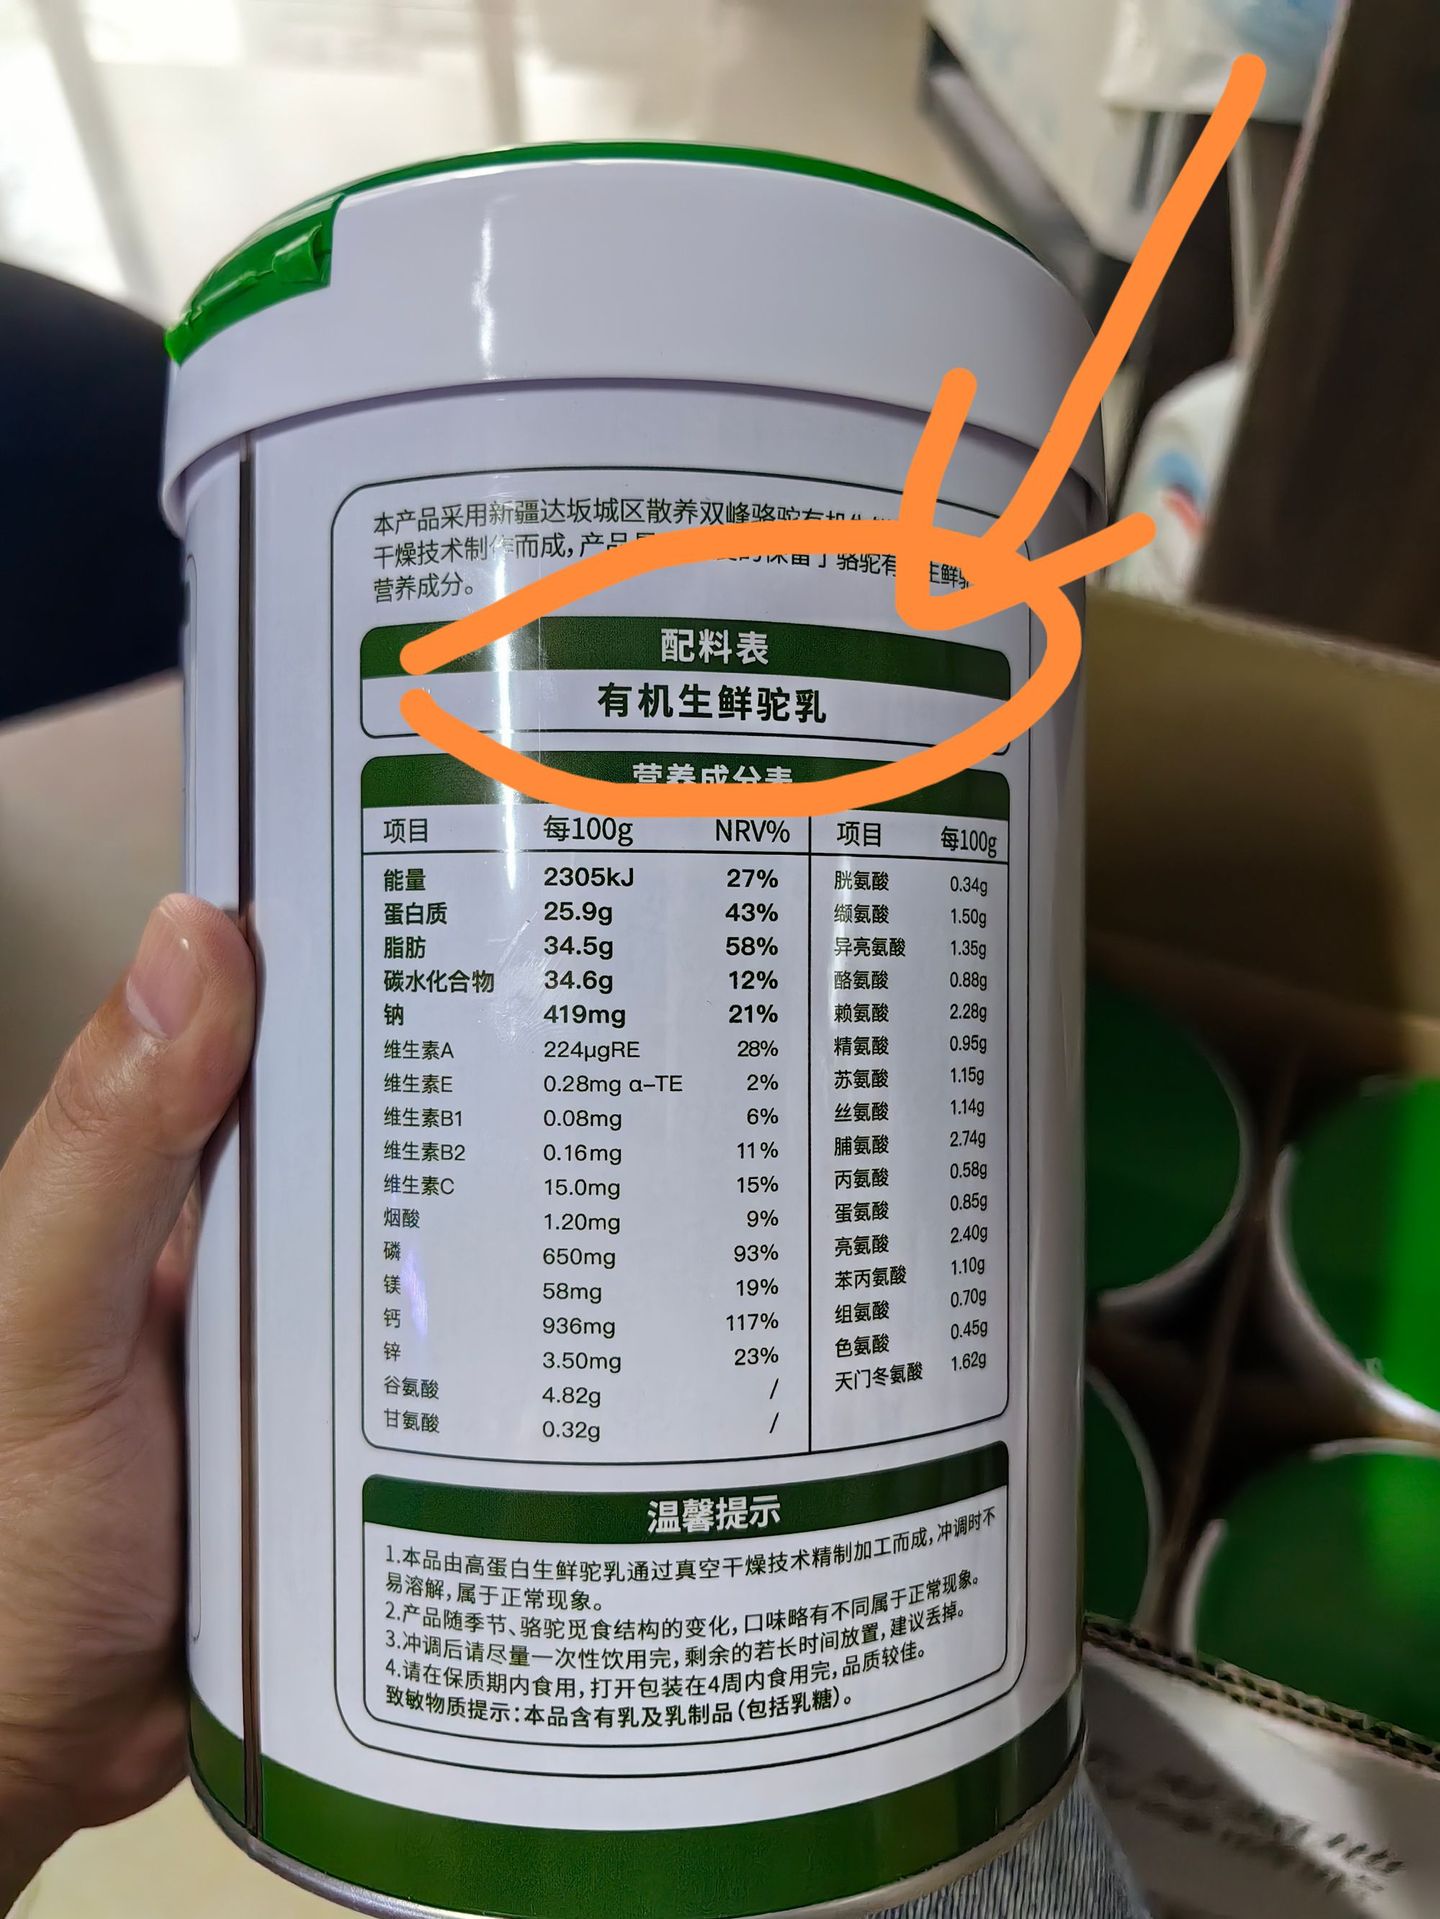 本产品采用新疆达坂城区散养双峰骆驼有机生
干燥技术制作而成，产品 的保留了骆驼有 生鲜
营养成分。
配料表
有机生鲜驼乳
营养成分表
项目 每100g NRV% 项目 每100g
能量 2305kJ 27% 胱氨酸 0.34g
蛋白质 25.9g 43% 缬氨酸 1.50g
脂肪 34.5g 58% 异亮氨酸 1.35g
碳水化合物 34.6g 12% 酪氨酸 0.88g
钠 419mg 21% 赖氨酸 2.28g
维生素A 224μgRE 28% 精氨酸 0.95g
维生素E 0.28mg α-TE 2% 苏氨酸 1.15g
维生素B1 0.08mg 6% 丝氨酸 1.14g
维生素B2 0.16mg 11% 脯氨酸 2.74g
维生素C 15.0mg 15% 丙氨酸 0.58g
烟酸 1.20mg 9% 蛋氨酸 0.85g
磷 650mg 93% 亮氨酸 2.40g
镁 58mg 19% 苯丙氨酸 1.10g
钙 936mg 117% 组氨酸 0.70g
锌 3.50mg 23% 色氨酸 0.45g
谷氨酸 4.82g / 天门冬氨酸 1.62g
甘氨酸 0.32g /
温馨提示
1.本品由高蛋白生鲜驼乳通过真空干燥技术精制加工而成，冲调时不
易溶解，属于正常现象。
2.产品随季节、骆驼觅食结构的变化，口味略有不同属于正常现象。
3.冲调后请尽量一次性饮用完，剩余的若长时间放置，建议丢掉。
4.请在保质期内食用，打开包装在4周内食用完，品质较佳。
致敏物质提示：本品含有乳及乳制品（包括乳糖）。